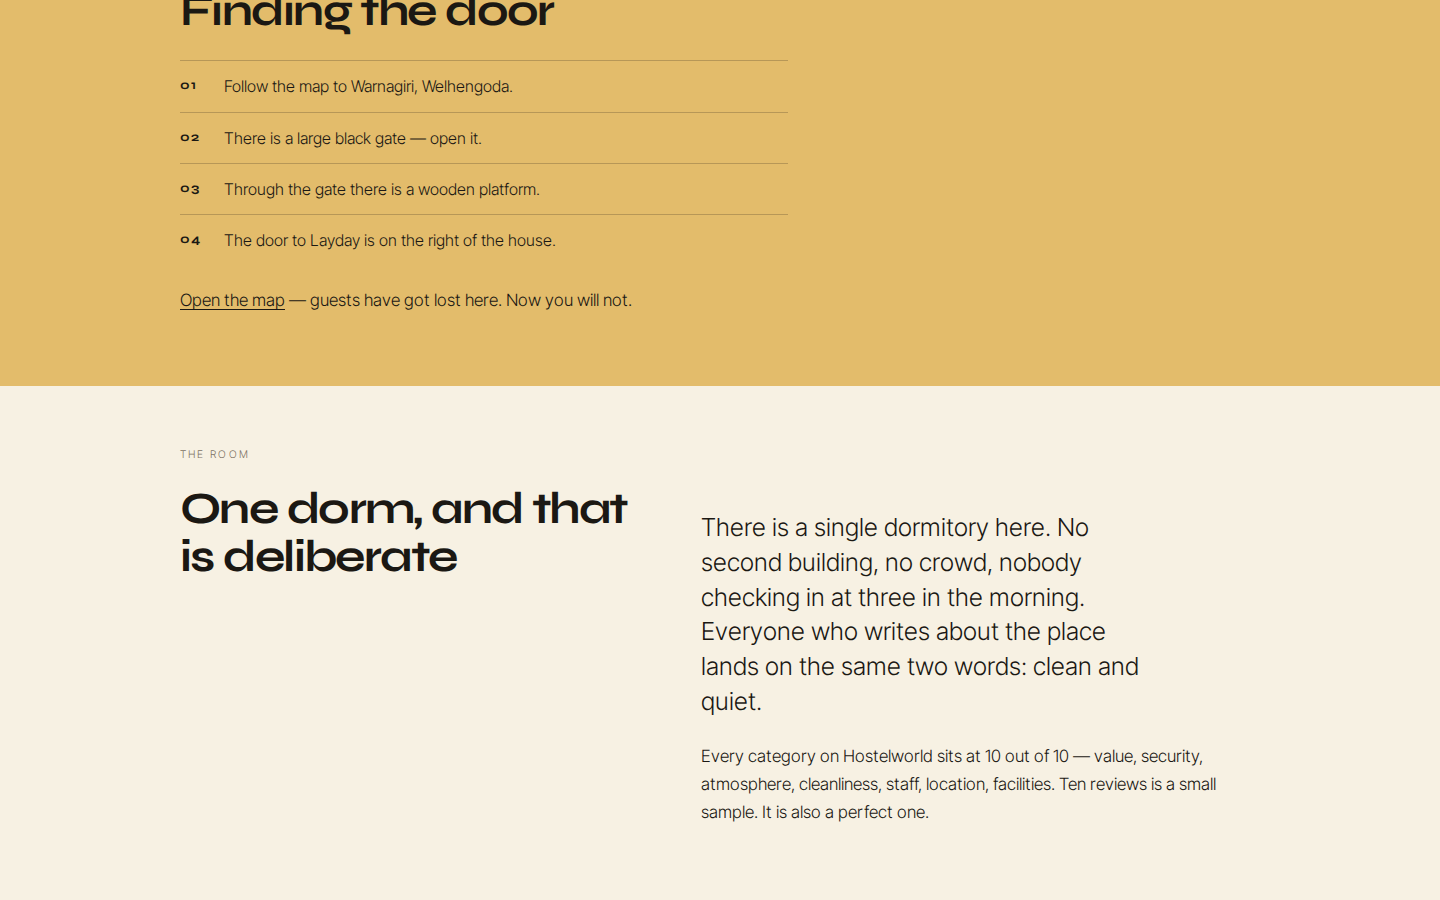 Finding the door
01 Follow the map to Warnagiri, Welhengoda.
02 There is a large black gate — open it.
03 Through the gate there is a wooden platform.
04 The door to Layday is on the right of the house.
Open the map — guests have got lost here. Now you will not.
THE ROOM
One dorm, and that
is deliberate
There is a single dormitory here. No
second building, no crowd, nobody
checking in at three in the morning.
Everyone who writes about the place
lands on the same two words: clean and
quiet.
Every category on Hostelworld sits at 10 out of 10 — value, security,
atmosphere, cleanliness, staff, location, facilities. Ten reviews is a small
sample. It is also a perfect one.